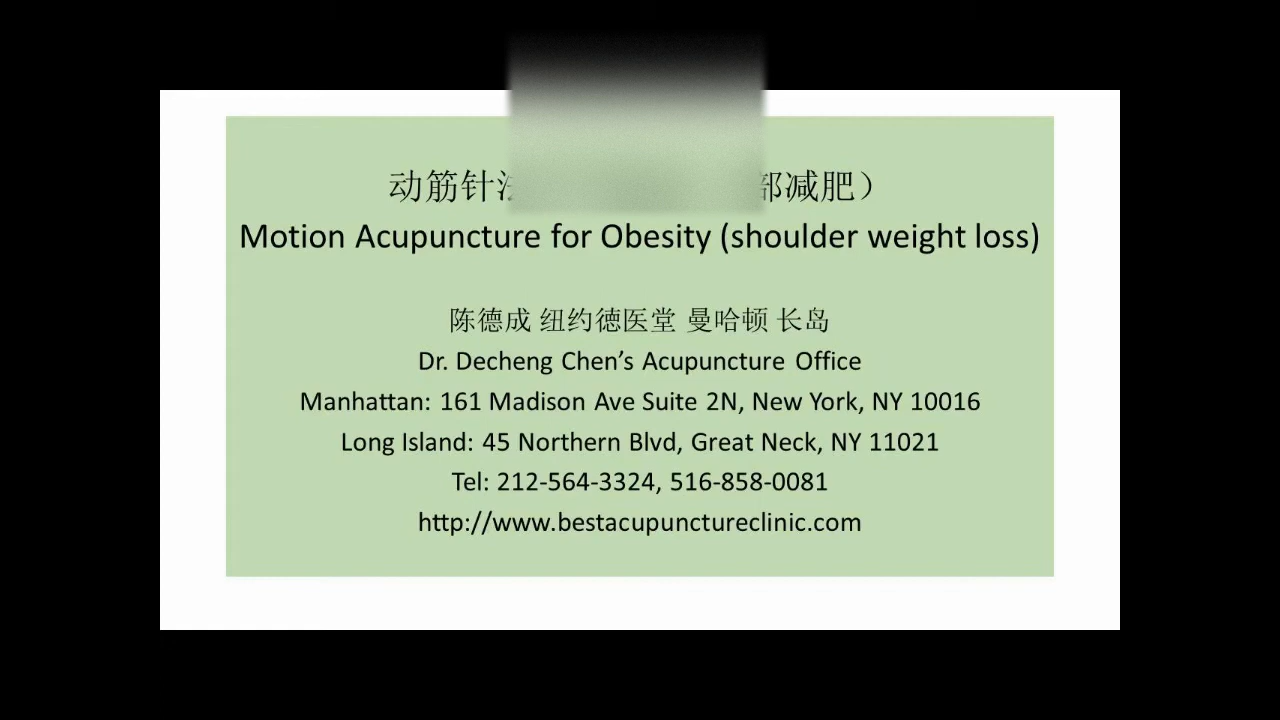 动筋针 部减肥）
Motion Acupuncture for Obesity (shoulder weight loss)
陈德成 纽约德医堂 曼哈顿 长岛
Dr. Decheng Chen’s Acupuncture Office
Manhattan: 161 Madison Ave Suite 2N, New York, NY 10016
Long Island: 45 Northern Blvd, Great Neck, NY 11021
Tel: 212-564-3324, 516-858-0081
http://www.bestacupunctureclinic.com